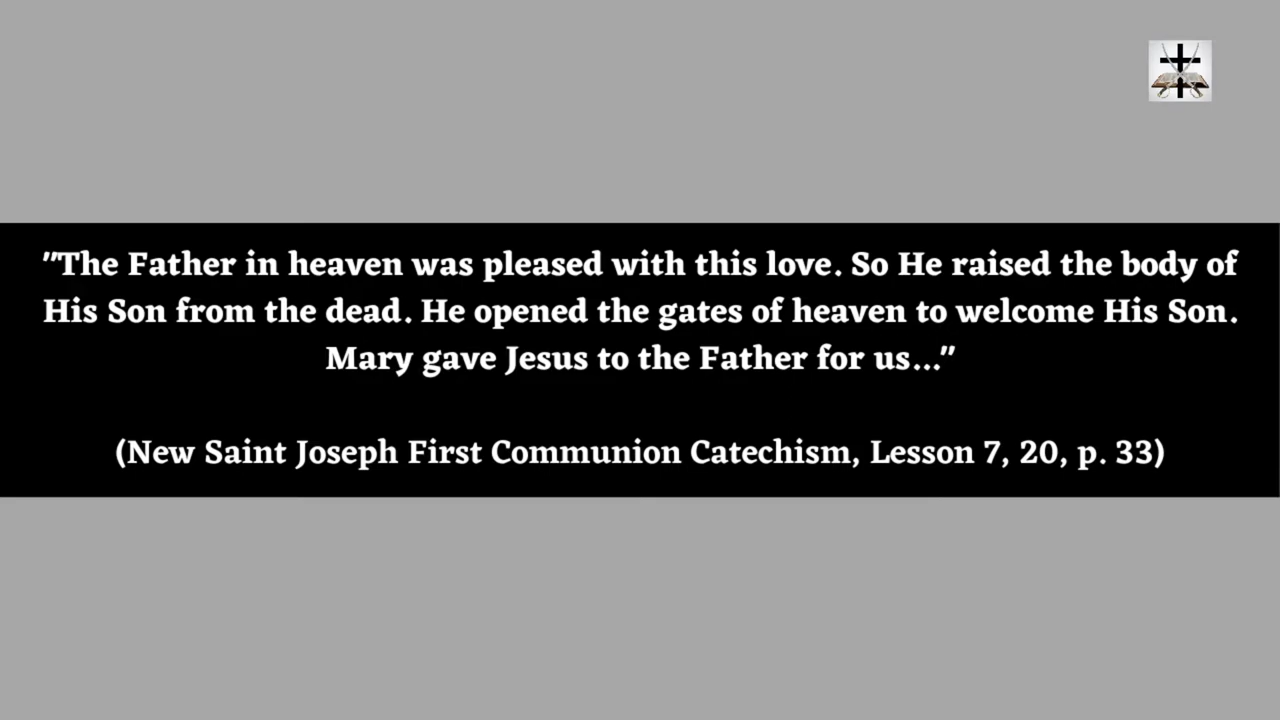 "The Father in heaven was pleased with this love. So He raised the body of
His Son from the dead. He opened the gates of heaven to welcome His Son.
Mary gave Jesus to the Father for us..."
(New Saint Joseph First Communion Catechism, Lesson 7, 20, p. 33)